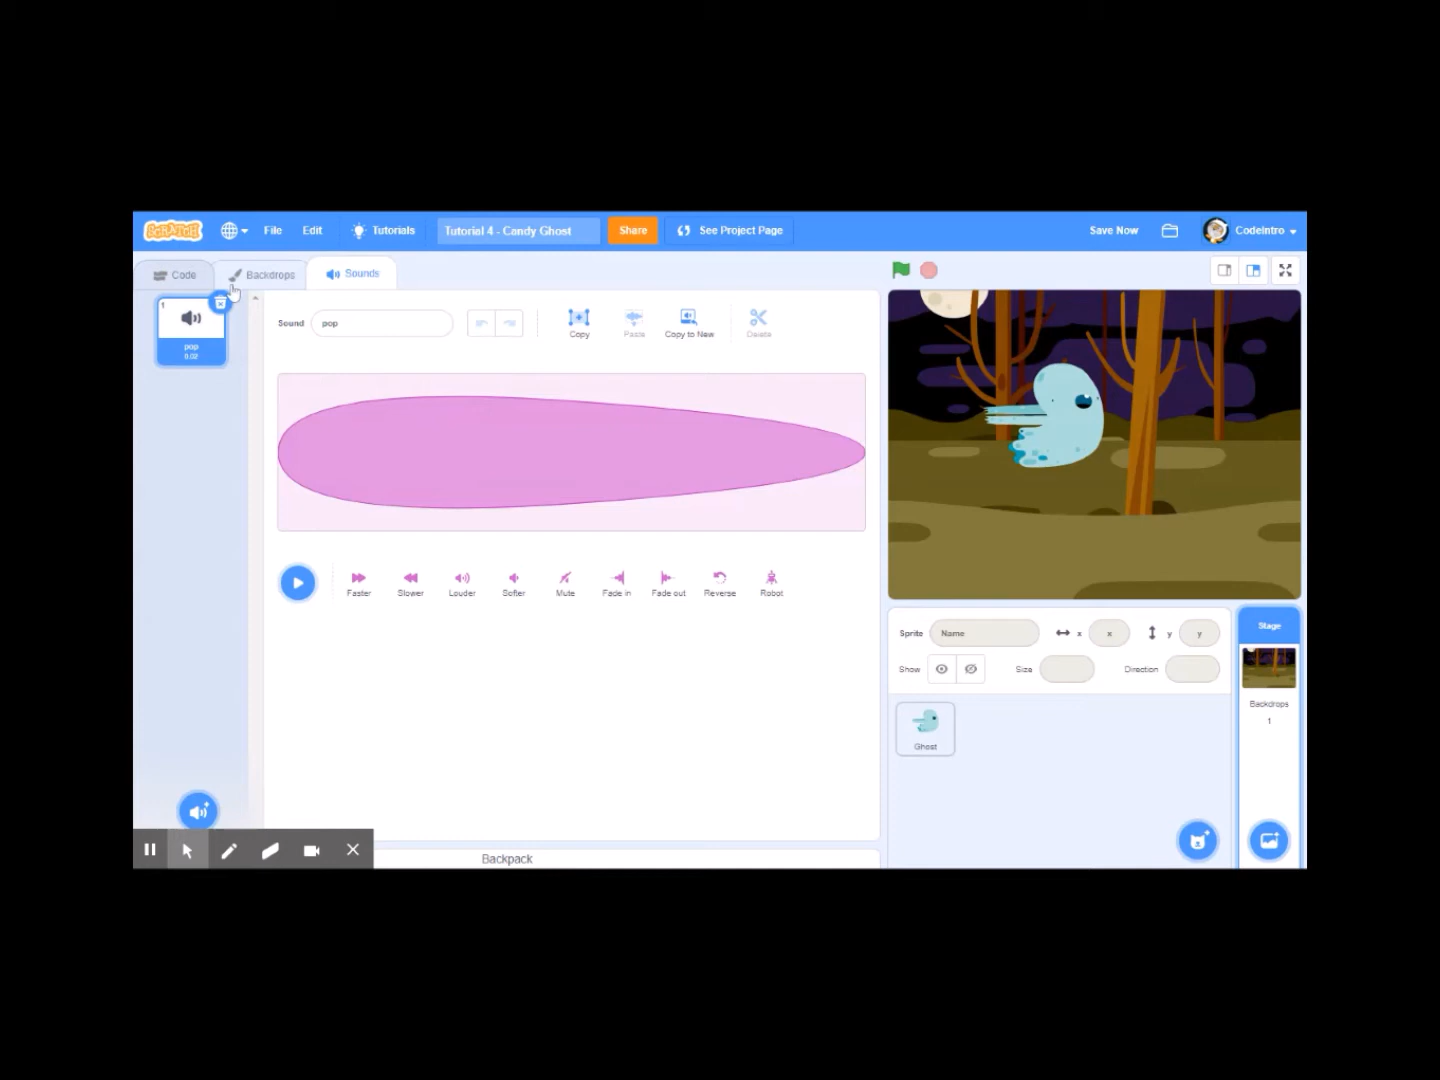 SCRATCH File Edit Tutorials Tutorial 4 - Candy Ghost Share See Project Page Save Now CodeIntro
Code Backdrops Sounds
1
pop
0.02
Sound pop
Copy Paste Copy to New Delete
Faster Slower Louder Softer Mute Fade in Fade out Reverse Robot
Sprite Name x x y y
Show Size Direction
Ghost
Stage
Backdrops
1
Backpack